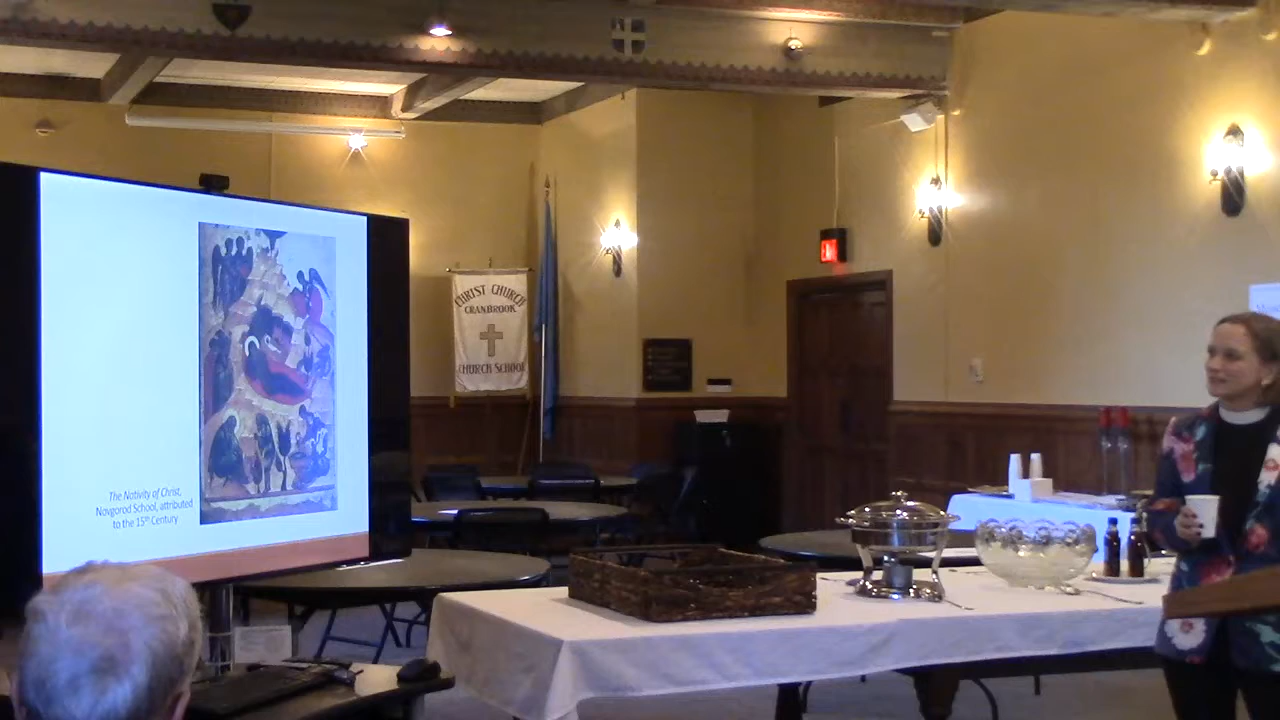 The Nativity of Christ,
Novgorod School, attributed
to the 15th Century
CHRIST CHURCH
CRANBROOK
CHURCH SCHOOL